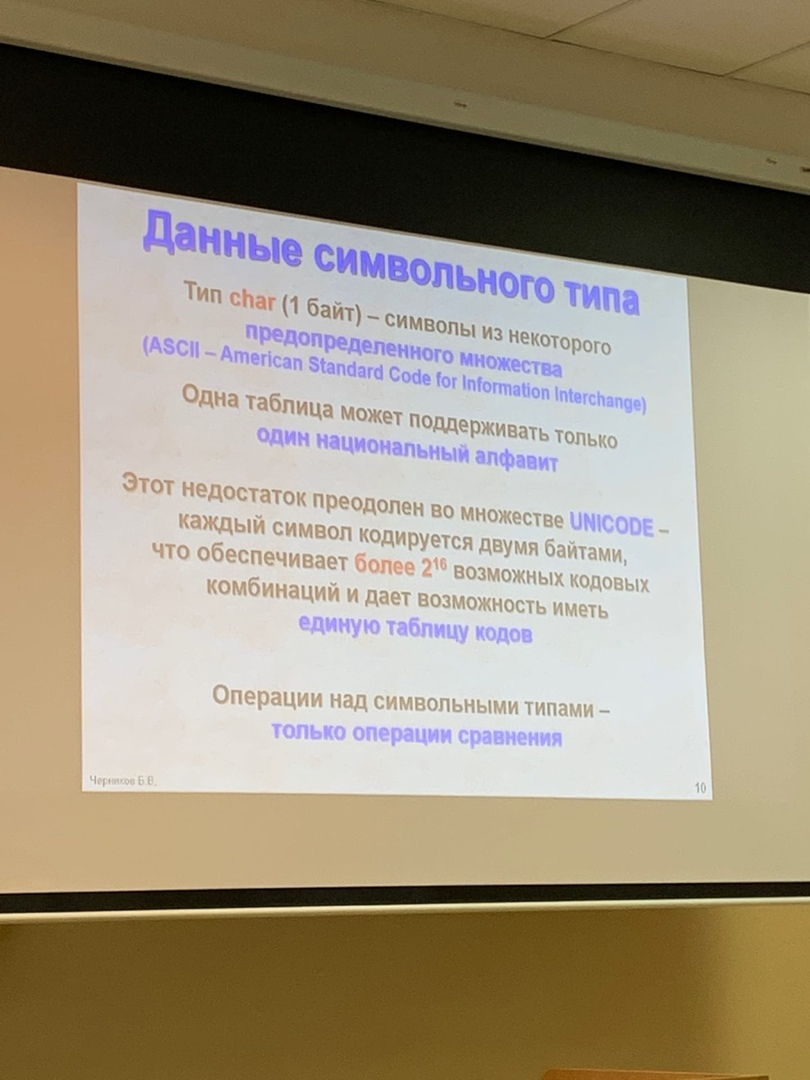 Данные символьного типа
Тип char (1 байт) – символы из некоторого
предопределенного множества
(ASCII – American Standard Code for Information Interchange)
Одна таблица может поддерживать только
один национальный алфавит
Этот недостаток преодолен во множестве UNICODE –
каждый символ кодируется двумя байтами,
что обеспечивает более 2¹⁶ возможных кодовых
комбинаций и дает возможность иметь
единую таблицу кодов
Операции над символьными типами –
только операции сравнения
Черников Б.В.
10